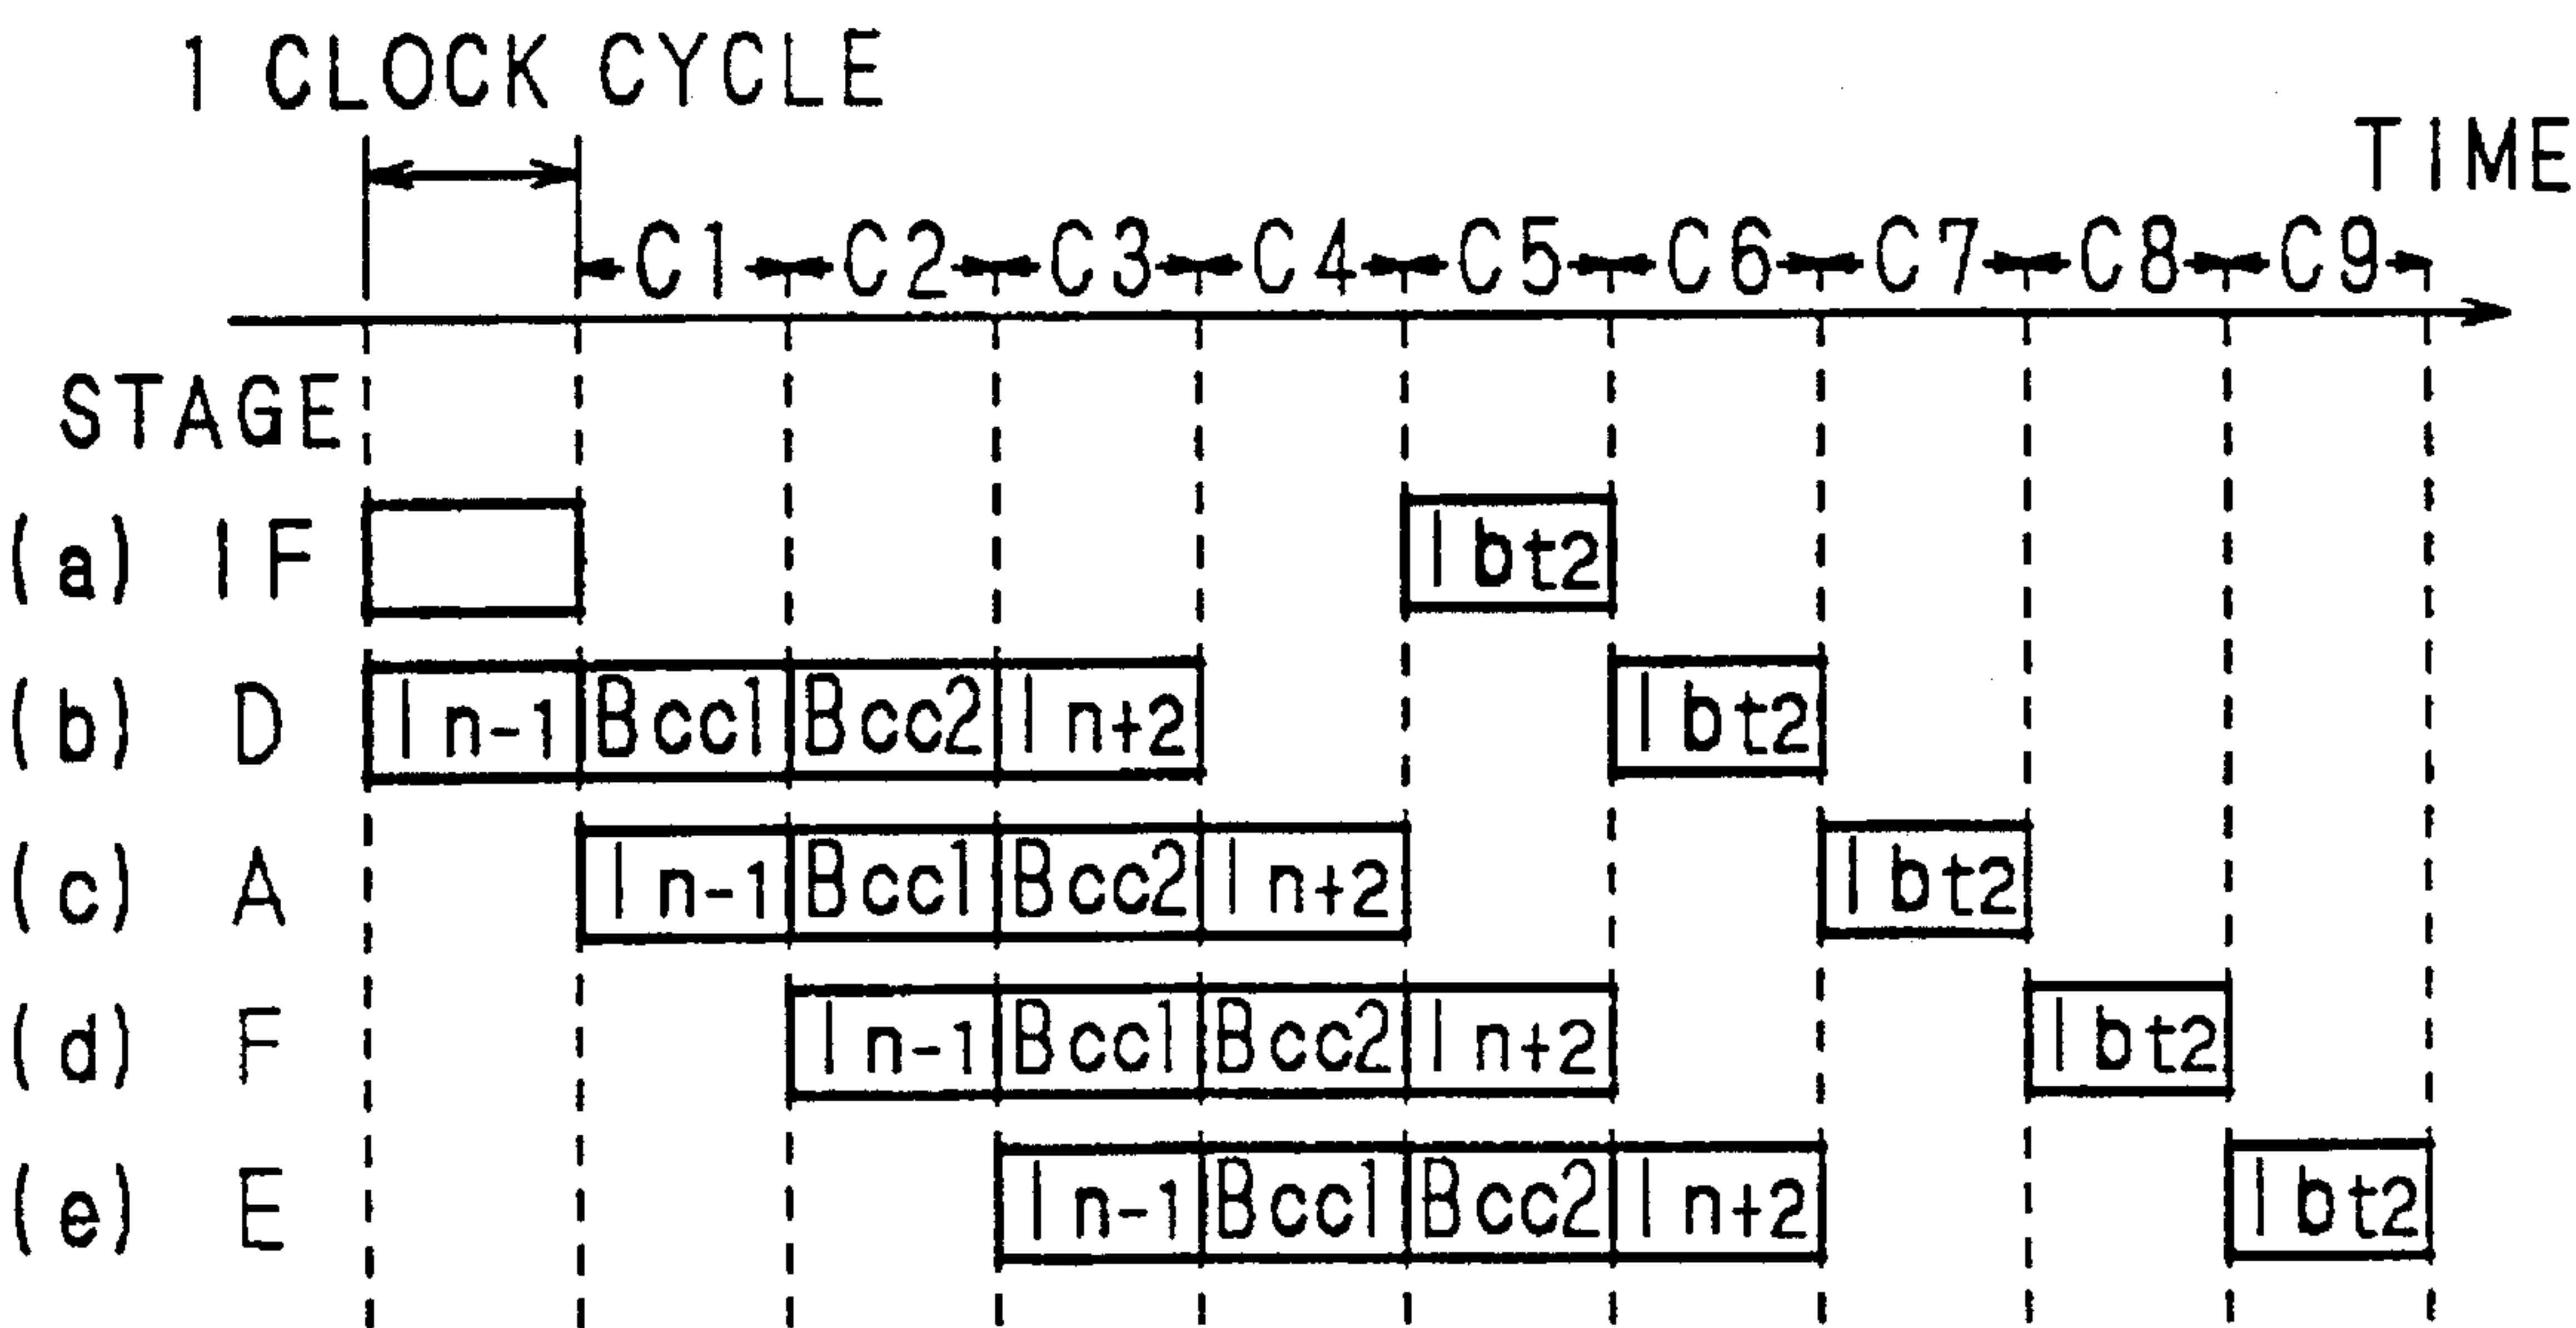 1 CLOCK CYCLE
TIME
C1 C2 C3 C4 C5 C6 C7 C8 C9
STAGE
(a) IF Ibt2
(b) D In-1 Bcc1 Bcc2 In+2 Ibt2
(c) A In-1 Bcc1 Bcc2 In+2 Ibt2
(d) F In-1 Bcc1 Bcc2 In+2 Ibt2
(e) E In-1 Bcc1 Bcc2 In+2 Ibt2